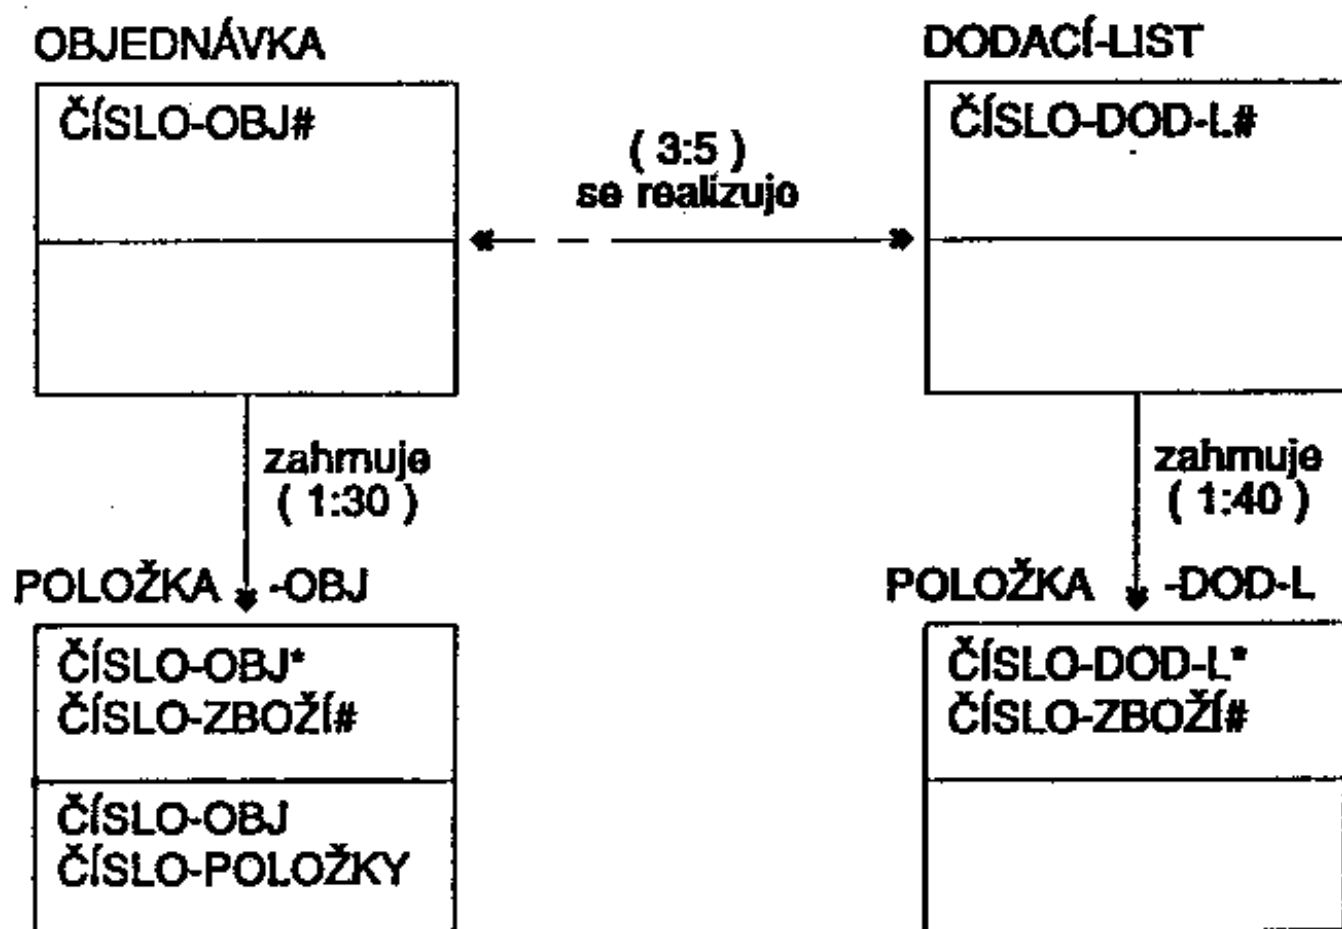 OBJEDNÁVKA
ČÍSLO-OBJ#
( 3:5 )
se realizujo
DODACÍ-LIST
ČÍSLO-DOD-L#
zahrnuje
( 1:30 )
zahrnuje
( 1:40 )
POLOŽKA -OBJ
ČÍSLO-OBJ*
ČÍSLO-ZBOŽÍ#
ČÍSLO-OBJ
ČÍSLO-POLOŽKY
POLOŽKA -DOD-L
ČÍSLO-DOD-L*
ČÍSLO-ZBOŽÍ#